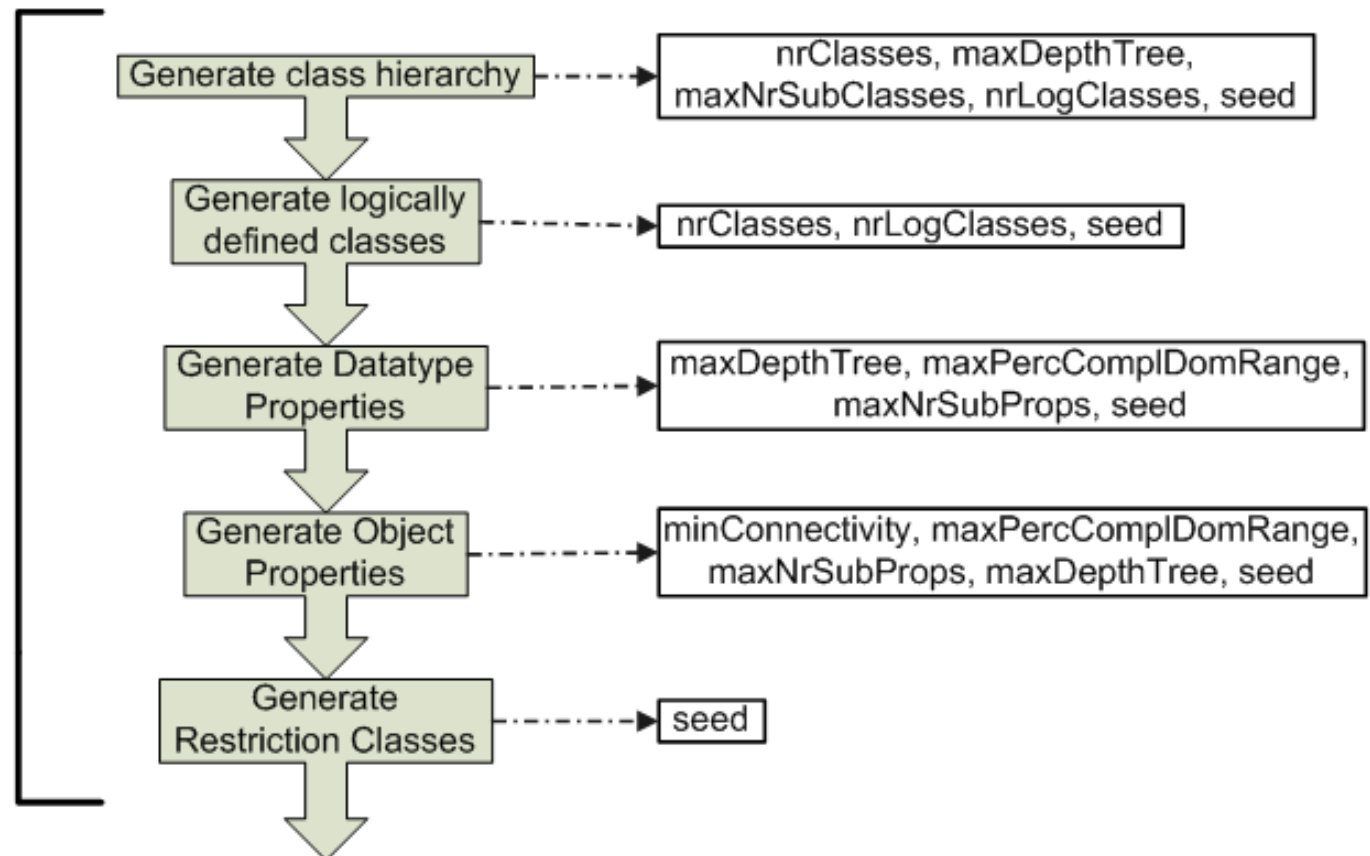 Generate class hierarchy
nrClasses, maxDepthTree,
maxNrSubClasses, nrLogClasses, seed
Generate logically
defined classes
nrClasses, nrLogClasses, seed
Generate Datatype
Properties
maxDepthTree, maxPercComplDomRange,
maxNrSubProps, seed
Generate Object
Properties
minConnectivity, maxPercComplDomRange,
maxNrSubProps, maxDepthTree, seed
Generate
Restriction Classes
seed